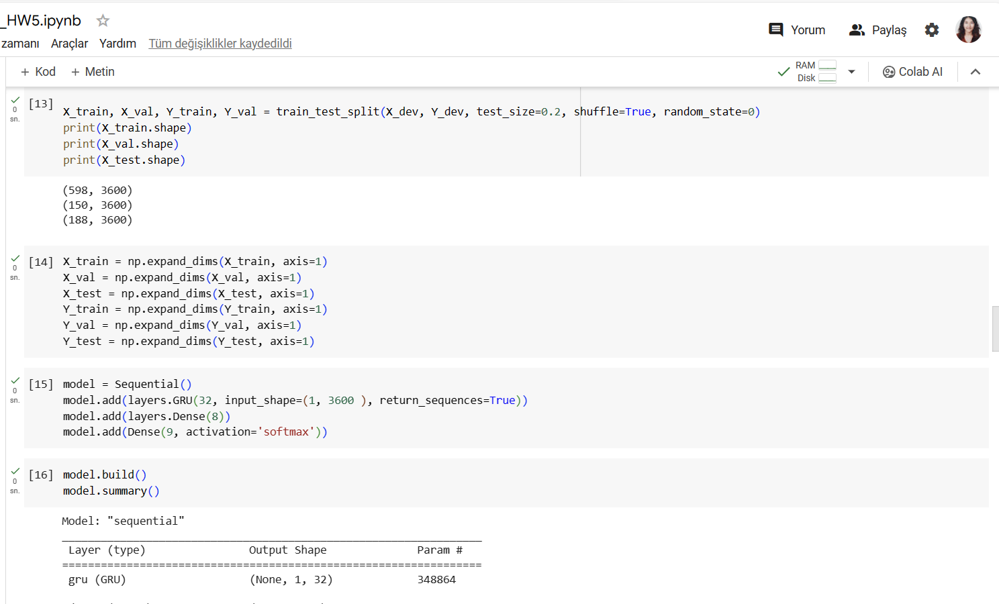 _HW5.ipynb
Yorum
Paylaş
zamanı Araçlar Yardım Tüm değişiklikler kaydedildi
+ Kod + Metin
RAM
Disk
Colab AI
0
sn.
[13]
X_train, X_val, Y_train, Y_val = train_test_split(X_dev, Y_dev, test_size=0.2, shuffle=True, random_state=0)
print(X_train.shape)
print(X_val.shape)
print(X_test.shape)
(598, 3600)
(150, 3600)
(188, 3600)
0
sn.
[14] X_train = np.expand_dims(X_train, axis=1)
X_val = np.expand_dims(X_val, axis=1)
X_test = np.expand_dims(X_test, axis=1)
Y_train = np.expand_dims(Y_train, axis=1)
Y_val = np.expand_dims(Y_val, axis=1)
Y_test = np.expand_dims(Y_test, axis=1)
0
sn.
[15] model = Sequential()
model.add(layers.GRU(32, input_shape=(1, 3600 ), return_sequences=True))
model.add(layers.Dense(8))
model.add(Dense(9, activation='softmax'))
0
sn.
[16] model.build()
model.summary()
Model: "sequential"
Layer (type) Output Shape Param #
=================================================================
gru (GRU) (None, 1, 32) 348864